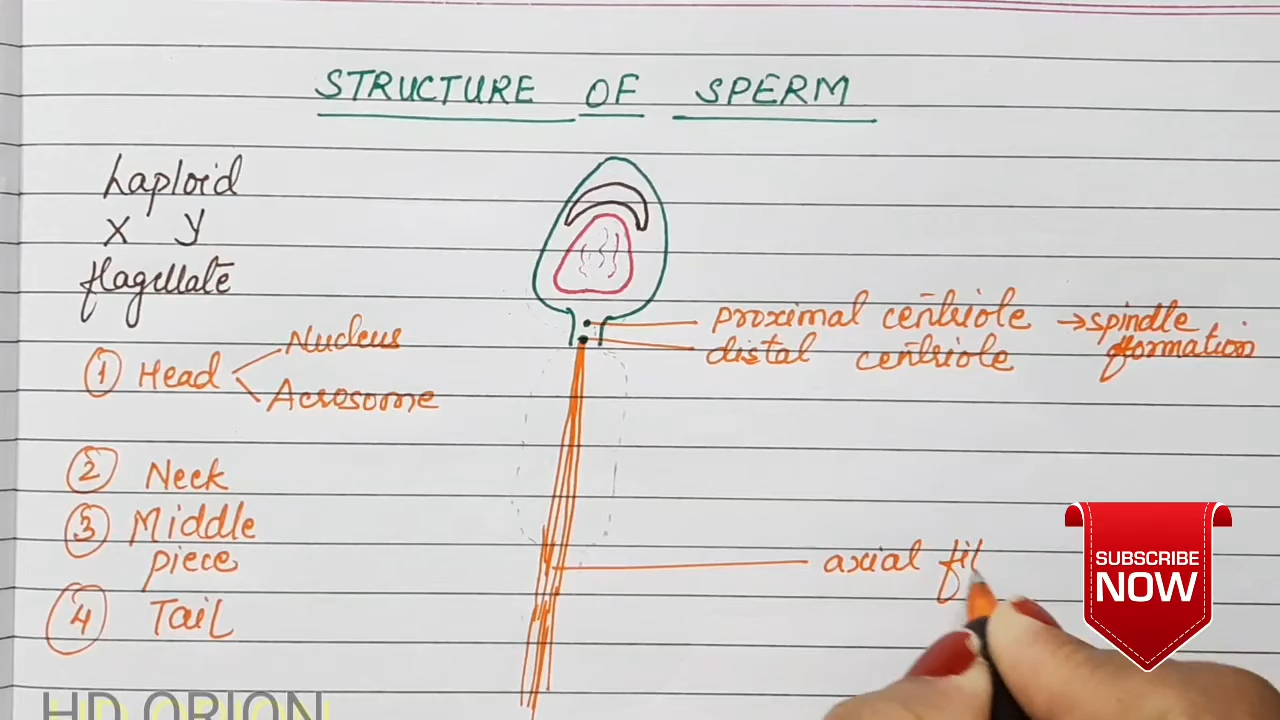 STRUCTURE OF SPERM
haploid
X Y
flagellate
① Head
Nucleus
Acrosome
② Neck
③ Middle
piece
④ Tail
proximal centriole → spindle
formation
distal centriole
axial fil
SUBSCRIBE
NOW
HD ORION